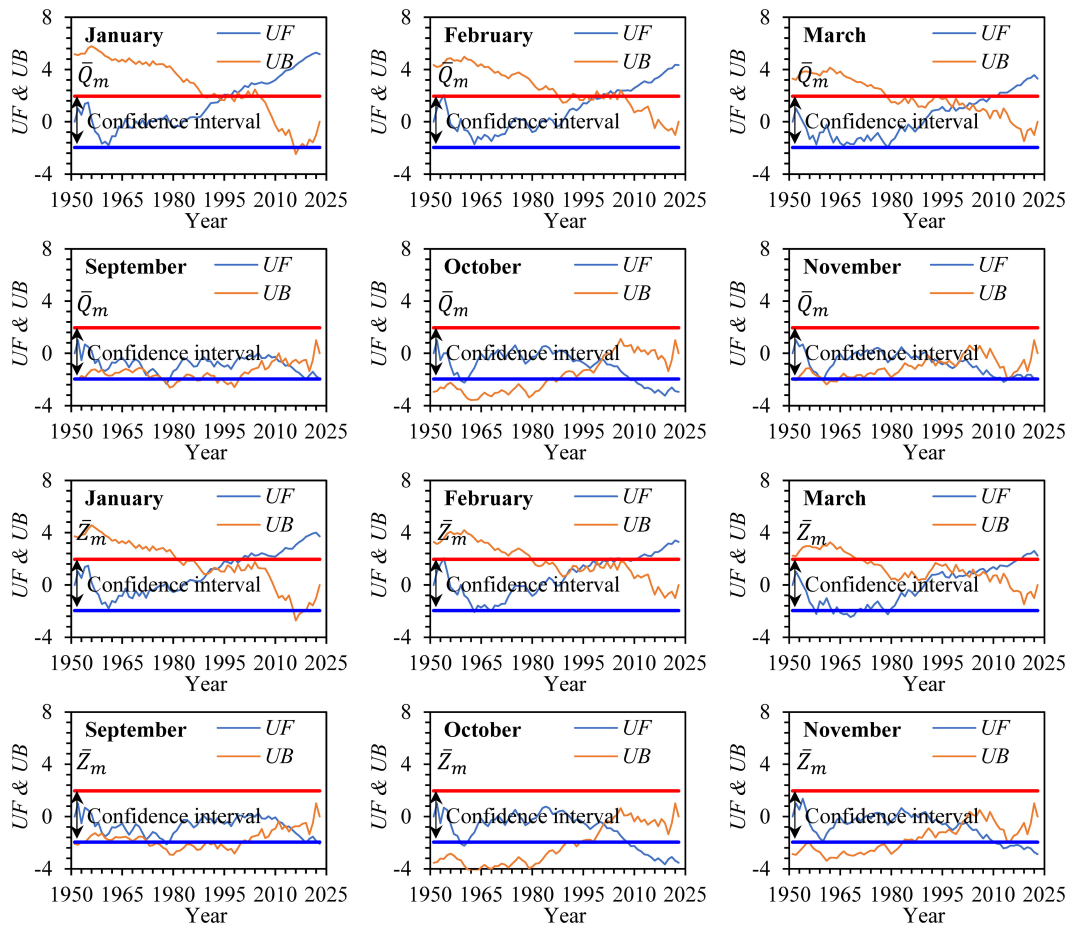 January
UF
UB
Q̄m
Confidence interval
UF & UB
8
4
0
-4
1950 1965 1980 1995 2010 2025
Year
February
UF
UB
Q̄m
Confidence interval
UF & UB
8
4
0
-4
1950 1965 1980 1995 2010 2025
Year
March
UF
UB
Q̄m
Confidence interval
UF & UB
8
4
0
-4
1950 1965 1980 1995 2010 2025
Year
September
UF
UB
Q̄m
Confidence interval
UF & UB
8
4
0
-4
1950 1965 1980 1995 2010 2025
Year
October
UF
UB
Q̄m
Confidence interval
UF & UB
8
4
0
-4
1950 1965 1980 1995 2010 2025
Year
November
UF
UB
Q̄m
Confidence interval
UF & UB
8
4
0
-4
1950 1965 1980 1995 2010 2025
Year
January
UF
UB
Z̄m
Confidence interval
UF & UB
8
4
0
-4
1950 1965 1980 1995 2010 2025
Year
February
UF
UB
Z̄m
Confidence interval
UF & UB
8
4
0
-4
1950 1965 1980 1995 2010 2025
Year
March
UF
UB
Z̄m
Confidence interval
UF & UB
8
4
0
-4
1950 1965 1980 1995 2010 2025
Year
September
UF
UB
Z̄m
Confidence interval
UF & UB
8
4
0
-4
1950 1965 1980 1995 2010 2025
Year
October
UF
UB
Z̄m
Confidence interval
UF & UB
8
4
0
-4
1950 1965 1980 1995 2010 2025
Year
November
UF
UB
Z̄m
Confidence interval
UF & UB
8
4
0
-4
1950 1965 1980 1995 2010 2025
Year